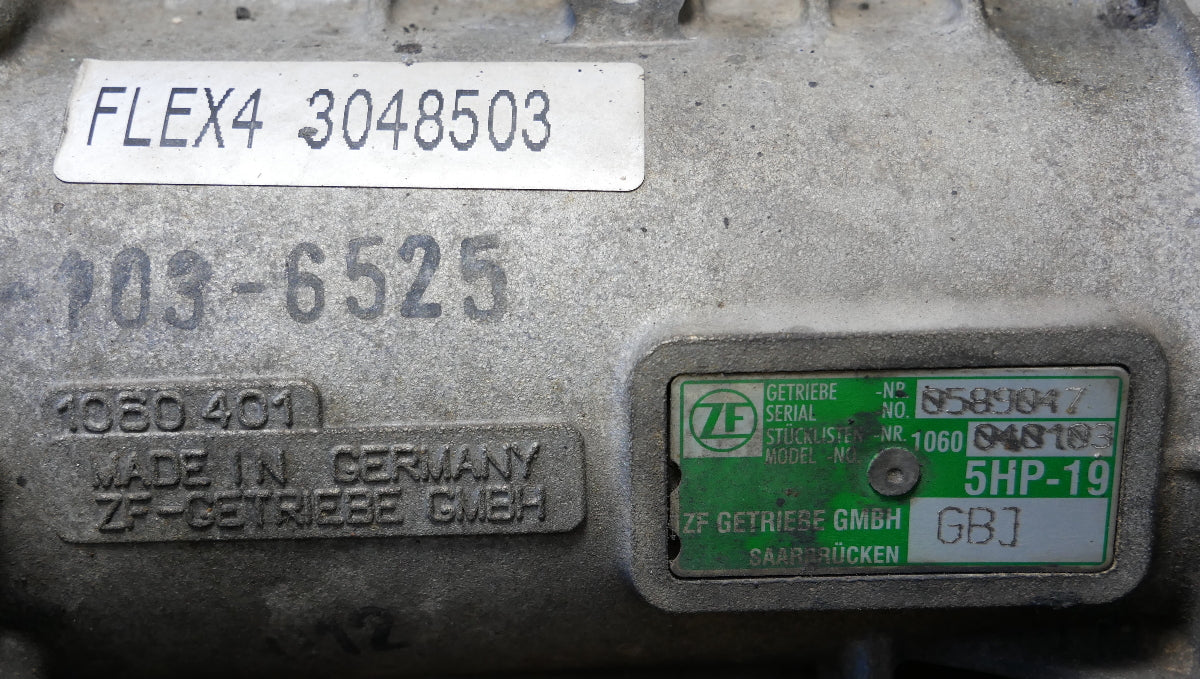 FLEX4 3048503
103-6525
1060 401
MADE IN GERMANY
ZF-GETRIEBE GMBH
ZF
GETRIEBE -NR.
SERIAL NO.
0589047
STÜCKLISTEN -NR.
MODEL -NO.
1060 040103
5HP-19
ZF GETRIEBE GMBH
GBJ
SAARBRÜCKEN